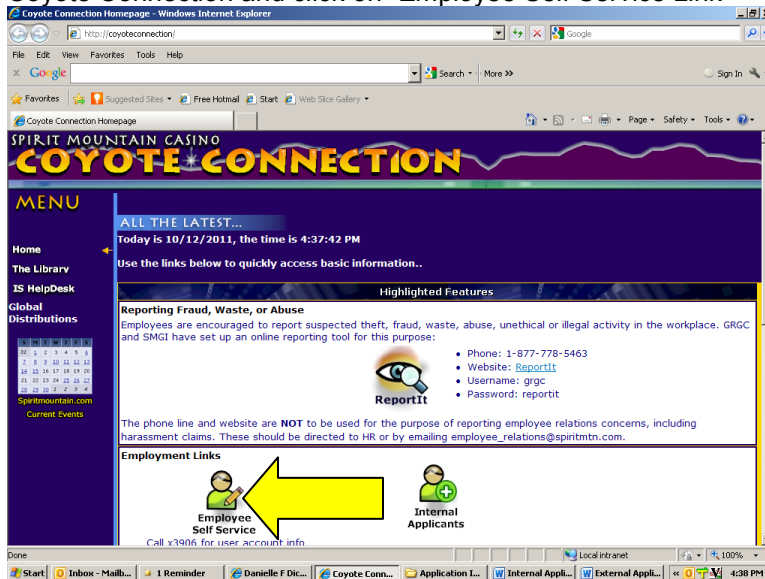 Coyote Connection and click on "Employee Self Service Link"
Coyote Connection Homepage - Windows Internet Explorer
http://coyoteconnection/
Google
File Edit View Favorites Tools Help
Google
Search
More >>
Sign In
Favorites
Suggested Sites
Free Hotmail
Start
Web Slice Gallery
Coyote Connection Homepage
Page
Safety
Tools
SPIRIT MOUNTAIN CASINO
COYOTE CONNECTION
MENU
Home
The Library
IS HelpDesk
Global
Distributions
S M T W T F S
Spiritmountain.com
Current Events
ALL THE LATEST...
Today is 10/12/2011, the time is 4:37:42 PM
Use the links below to quickly access basic information..
Highlighted Features
Reporting Fraud, Waste, or Abuse
Employees are encouraged to report suspected theft, fraud, waste, abuse, unethical or illegal activity in the workplace. GRGC
and SMGI have set up an online reporting tool for this purpose:
ReportIt
• Phone: 1-877-778-5463
• Website: ReportIt
• Username: grgc
• Password: reportit
The phone line and website are NOT to be used for the purpose of reporting employee relations concerns, including
harassment claims. These should be directed to HR or by emailing employee_relations@spiritmtn.com.
Employment Links
Employee
Self Service
Call x3906 for user account info
Internal
Applicants
Done
Local intranet
100%
Start
Inbox - Mailb...
1 Reminder
Danielle F Dic...
Coyote Conn...
Application I...
Internal Appli...
External Appli...
4:38 PM